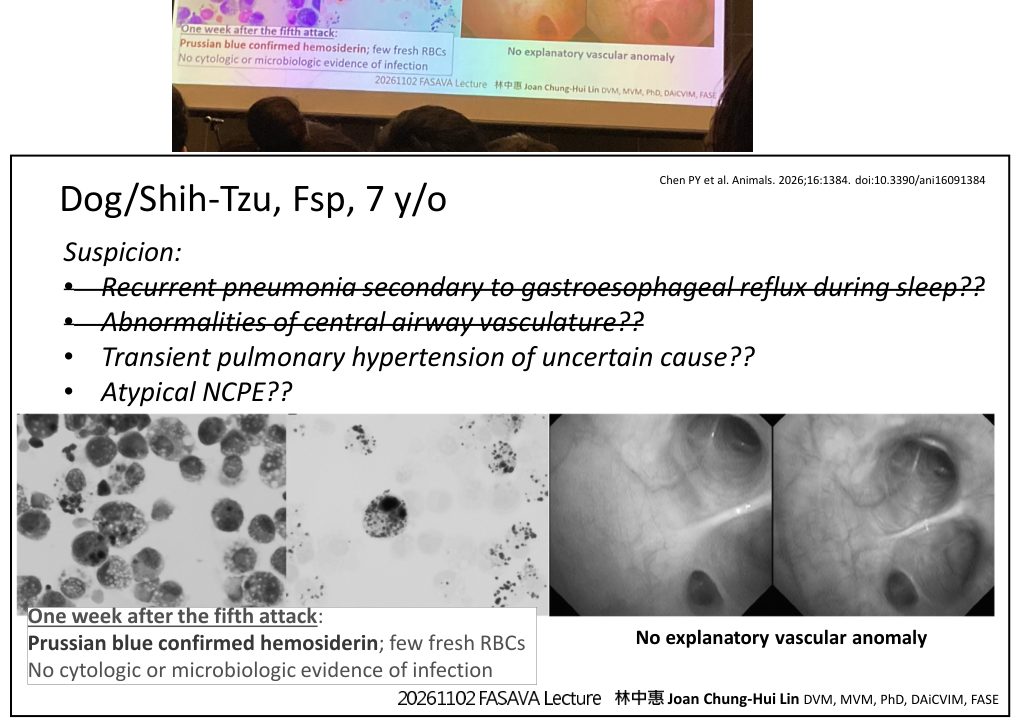 One week after the fifth attack:
Prussian blue confirmed hemosiderin; few fresh RBCs
No cytologic or microbiologic evidence of infection
No explanatory vascular anomaly
20261102 FASAVA Lecture 林中惠 Joan Chung-Hui Lin DVM, MVM, PhD, DAiCVIM, FASE
Chen PY et al. Animals. 2026;16:1384. doi:10.3390/ani16091384
Dog/Shih-Tzu, Fsp, 7 y/o
Suspicion:
• Recurrent pneumonia secondary to gastroesophageal reflux during sleep??
• Abnormalities of central airway vasculature??
• Transient pulmonary hypertension of uncertain cause??
• Atypical NCPE??
One week after the fifth attack:
Prussian blue confirmed hemosiderin; few fresh RBCs
No cytologic or microbiologic evidence of infection
No explanatory vascular anomaly
20261102 FASAVA Lecture 林中惠 Joan Chung-Hui Lin DVM, MVM, PhD, DAiCVIM, FASE